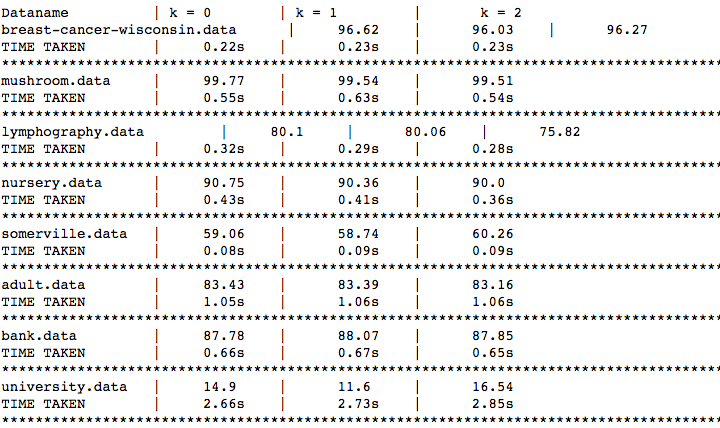 Dataname | k = 0 | k = 1 | k = 2
breast-cancer-wisconsin.data | 96.62 | 96.03 | 96.27
TIME TAKEN | 0.22s | 0.23s | 0.23s
************************************************************************
mushroom.data | 99.77 | 99.54 | 99.51
TIME TAKEN | 0.55s | 0.63s | 0.54s
************************************************************************
lymphography.data | 80.1 | 80.06 | 75.82
TIME TAKEN | 0.32s | 0.29s | 0.28s
************************************************************************
nursery.data | 90.75 | 90.36 | 90.0
TIME TAKEN | 0.43s | 0.41s | 0.36s
************************************************************************
somerville.data | 59.06 | 58.74 | 60.26
TIME TAKEN | 0.08s | 0.09s | 0.09s
************************************************************************
adult.data | 83.43 | 83.39 | 83.16
TIME TAKEN | 1.05s | 1.06s | 1.06s
************************************************************************
bank.data | 87.78 | 88.07 | 87.85
TIME TAKEN | 0.66s | 0.67s | 0.65s
************************************************************************
university.data | 14.9 | 11.6 | 16.54
TIME TAKEN | 2.66s | 2.73s | 2.85s
************************************************************************